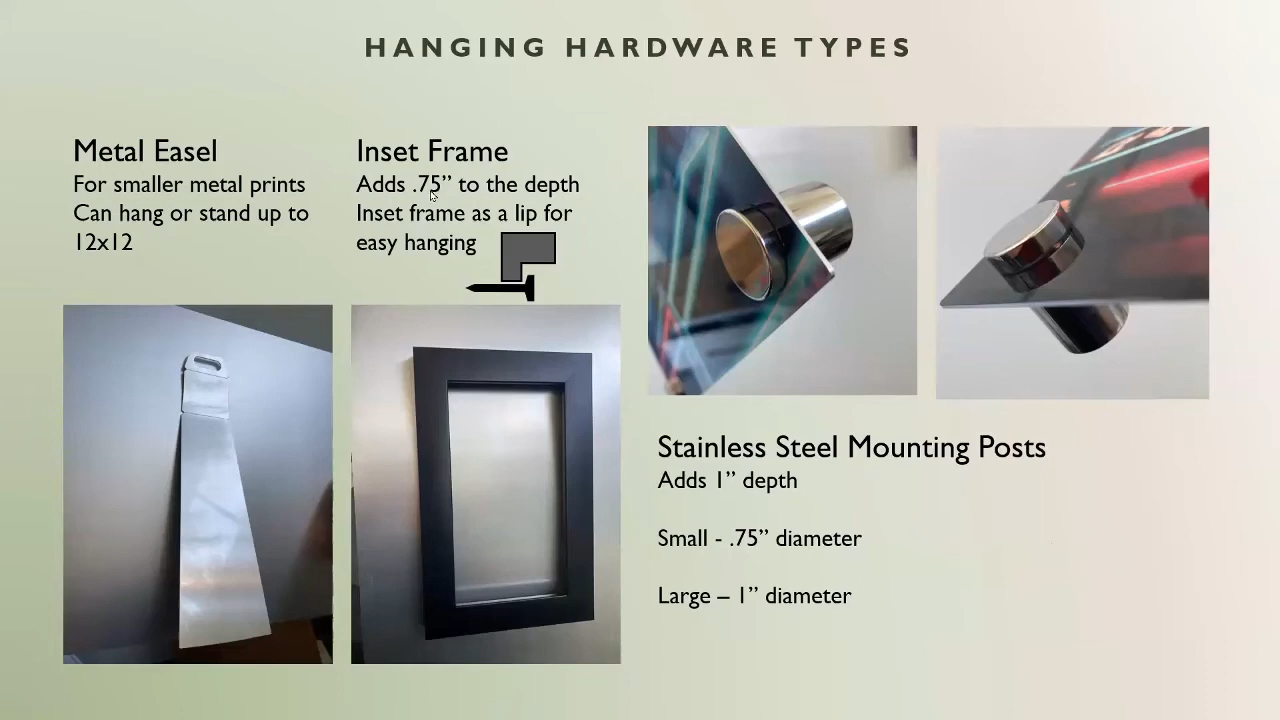 HANGING HARDWARE TYPES
Metal Easel
For smaller metal prints
Can hang or stand up to
12x12
Inset Frame
Adds .75” to the depth
Inset frame as a lip for
easy hanging
Stainless Steel Mounting Posts
Adds 1” depth
Small - .75” diameter
Large – 1” diameter